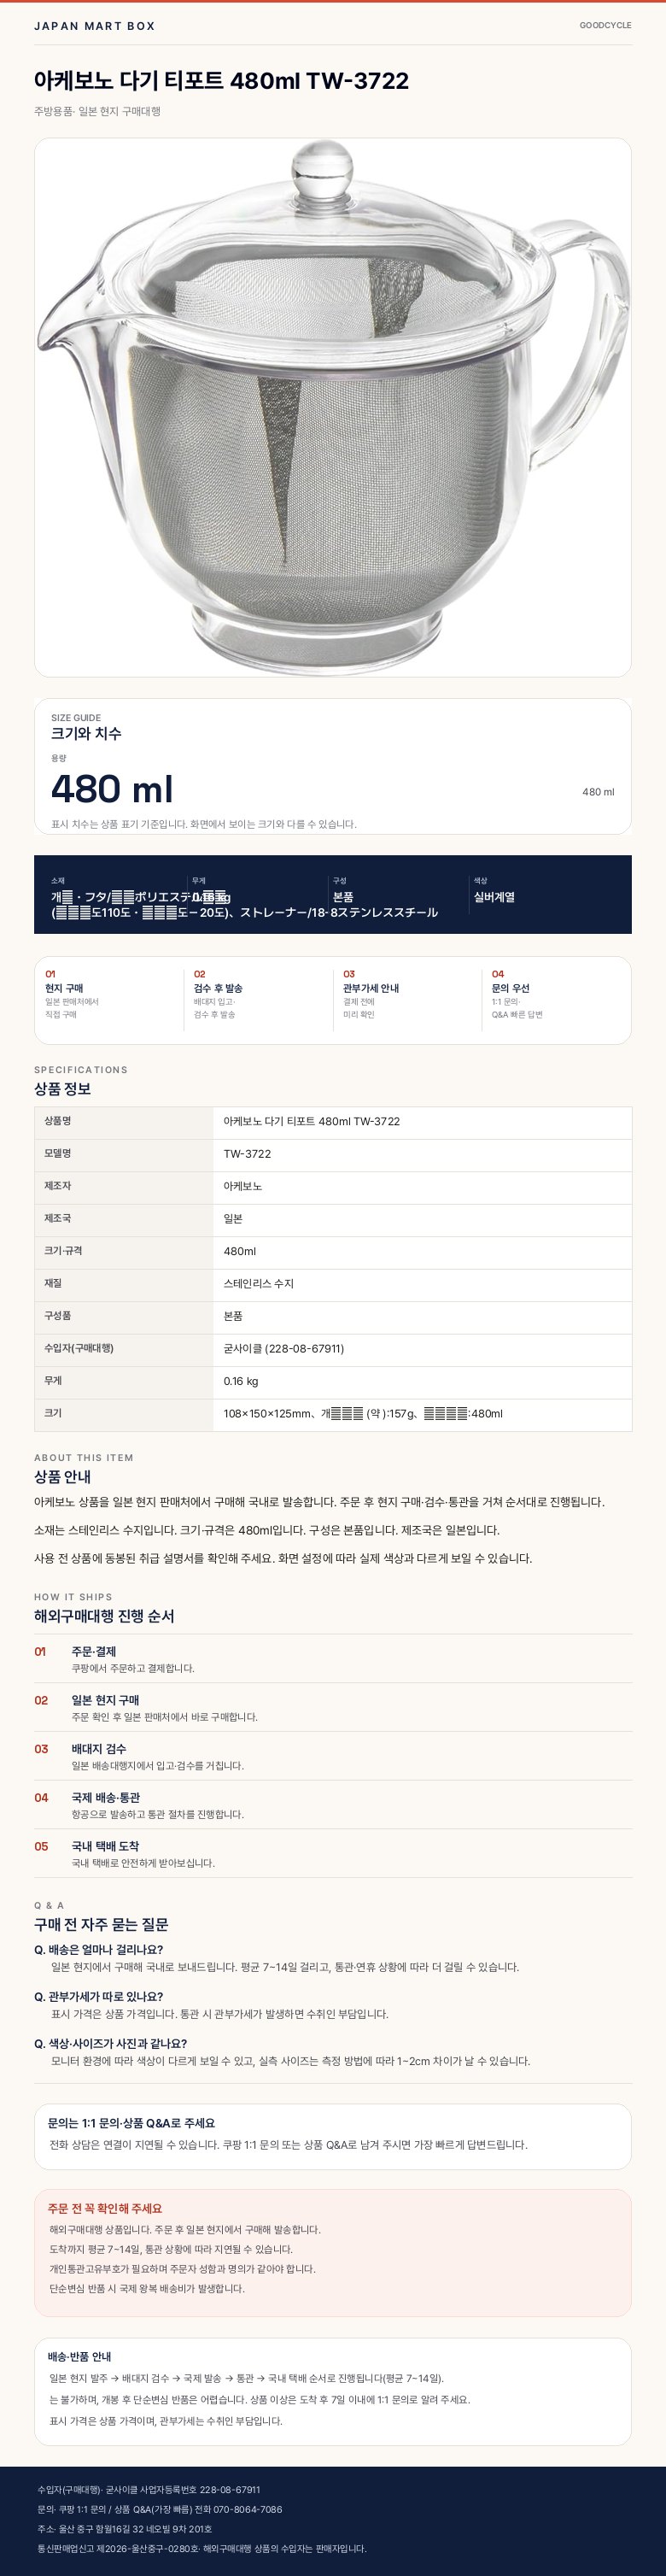 JAPAN MART BOX
GOODCYCLE
아케보노 다기 티포트 480ml TW-3722
주방용품· 일본 현지 구매대행
SIZE GUIDE
크기와 치수
용량
480 ml
480 ml
표시 치수는 상품 표기 기준입니다. 화면에서 보이는 크기와 다를 수 있습니다.
소재
무게
구성
색상
本품
실버계열
도110도・
도−20도)、ストレーナー/18-8ステンレススチール
01
02
03
04
현지 구매
검수 후 발송
관부가세 안내
문의 우선
일본 판매처에서
배대지 입고·
결제 전에
1:1 문의·
직접 구매
검수 후 발송
미리 확인
Q&A 빠른 답변
SPECIFICATIONS
상품 정보
상품명 아케보노 다기 티포트 480ml TW-3722
모델명 TW-3722
제조자 아케보노
제조국 일본
크기·규격 480ml
재질 스테인리스 수지
구성품 본품
수입자(구매대행) 굳사이클 (228-08-67911)
무게 0.16 kg
크기 108×150×125mm、개 (약 ):157g、:480ml
ABOUT THIS ITEM
상품 안내
아케보노 상품을 일본 현지 판매처에서 구매해 국내로 발송합니다. 주문 후 현지 구매·검수·통관을 거쳐 순서대로 진행됩니다.
소재는 스테인리스 수지입니다. 크기·규격은 480ml입니다. 구성은 본품입니다. 제조국은 일본입니다.
사용 전 상품에 동봉된 취급 설명서를 확인해 주세요. 화면 설정에 따라 실제 색상과 다르게 보일 수 있습니다.
HOW IT SHIPS
해외구매대행 진행 순서
01 주문·결제
쿠팡에서 주문하고 결제합니다.
02 일본 현지 구매
주문 확인 후 일본 판매처에서 바로 구매합니다.
03 배대지 검수
일본 배송대행지에서 입고·검수를 거칩니다.
04 국제 배송·통관
항공으로 발송하고 통관 절차를 진행합니다.
05 국내 택배 도착
국내 택배로 안전하게 받아보십니다.
Q & A
구매 전 자주 묻는 질문
Q. 배송은 얼마나 걸리나요?
일본 현지에서 구매해 국내로 보내드립니다. 평균 7~14일 걸리고, 통관·연휴 상황에 따라 더 걸릴 수 있습니다.
Q. 관부가세가 따로 있나요?
표시 가격은 상품 가격입니다. 통관 시 관부가세가 발생하면 수취인 부담입니다.
Q. 색상·사이즈가 사진과 같나요?
모니터 환경에 따라 색상이 다르게 보일 수 있고, 실측 사이즈는 측정 방법에 따라 1~2cm 차이가 날 수 있습니다.
문의는 1:1 문의·상품 Q&A로 주세요
전화 상담은 연결이 지연될 수 있습니다. 쿠팡 1:1 문의 또는 상품 Q&A로 남겨 주시면 가장 빠르게 답변드립니다.
주문 전 꼭 확인해 주세요
해외구매대행 상품입니다. 주문 후 일본 현지에서 구매해 발송합니다.
도착까지 평균 7~14일, 통관 상황에 따라 지연될 수 있습니다.
개인통관고유부호가 필요하며 주문자 성함과 명의가 같아야 합니다.
단순변심 반품 시 국제 왕복 배송비가 발생합니다.
배송·반품 안내
일본 현지 발주 → 배대지 검수 → 국제 발송 → 통관 → 국내 택배 순서로 진행됩니다(평균 7~14일).
는 불가하며, 개봉 후 단순변심 반품은 어렵습니다. 상품 이상은 도착 후 7일 이내에 1:1 문의로 알려 주세요.
표시 가격은 상품 가격이며, 관부가세는 수취인 부담입니다.
수입자(구매대행)· 굳사이클 사업자등록번호 228-08-67911
문의· 쿠팡 1:1 문의 / 상품 Q&A(가장 빠름) 전화 070-8064-7086
주소· 울산 중구 함월16길 32 네오빌 9차 201호
통신판매업신고 제2026-울산중구-0280호· 해외구매대행 상품의 수입자는 판매자입니다.